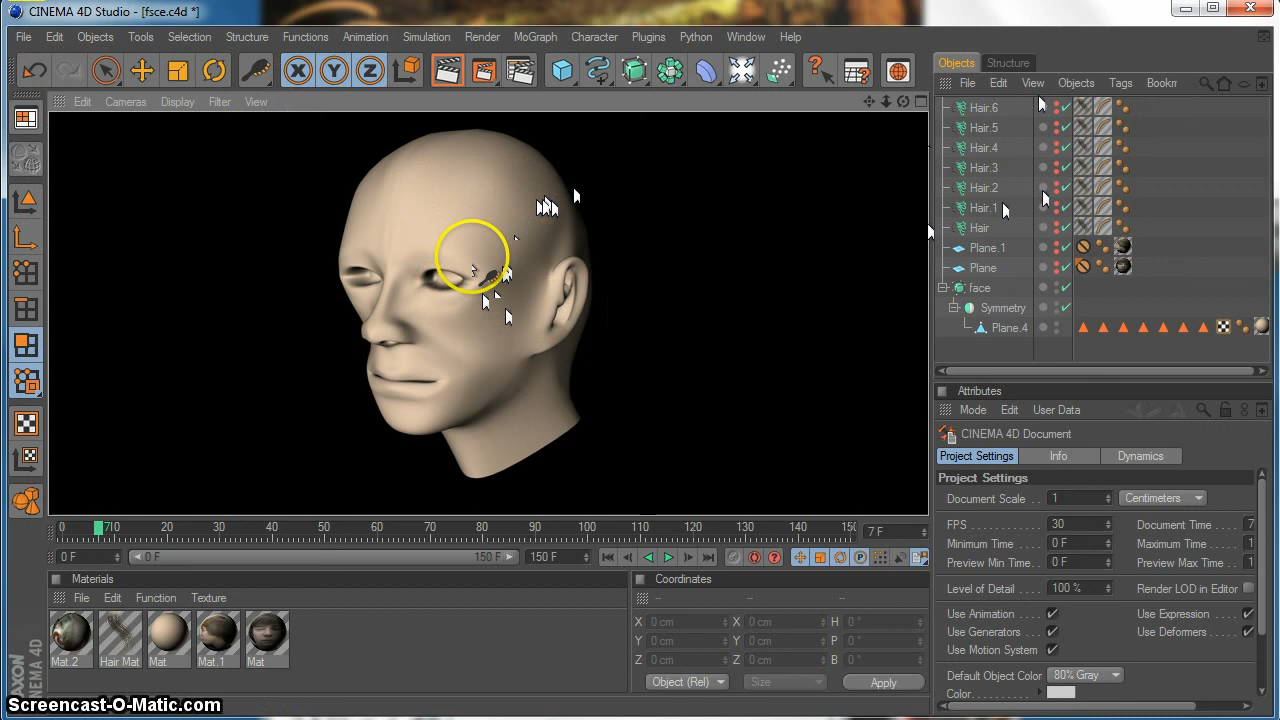 CINEMA 4D Studio - [fsce.c4d *]
File Edit Objects Tools Selection Structure Functions Animation Simulation Render MoGraph Character Plugins Python Window Help
X Y Z
Edit Cameras Display Filter View
Objects Structure
File Edit View Objects Tags Bookm
Hair.6
Hair.5
Hair.4
Hair.3
Hair.2
Hair.1
Hair
Plane.1
Plane
face
Symmetry
Plane.4
Attributes
Mode Edit User Data
CINEMA 4D Document
Project Settings Info Dynamics
Project Settings
Document Scale . . . 1 Centimeters
FPS . . . . . . . . . . . . 30 Document Time . . 7
Minimum Time . . . 0 F Maximum Time . . . 1
Preview Min Time . . 0 F Preview Max Time . . 1
Level of Detail . . . . 100 % Render LOD in Editor
Use Animation . . . Use Expression . . .
Use Generators . . . Use Deformers . . .
Use Motion System
Default Object Color 80% Gray
Color . . . . . . . . .
0 7 10 20 30 40 50 60 70 80 90 100 110 120 130 140 150 7 F
0 F 0 F 150 F 150 F
Materials
File Edit Function Texture
Mat.2 Hair Mat Mat Mat.1 Mat
Coordinates
-- -- --
X 0 cm X 0 cm H 0 °
Y 0 cm Y 0 cm P 0 °
Z 0 cm Z 0 cm B 0 °
Object (Rel) Size Apply
MAXON
CINEMA 4D
Screencast-O-Matic.com